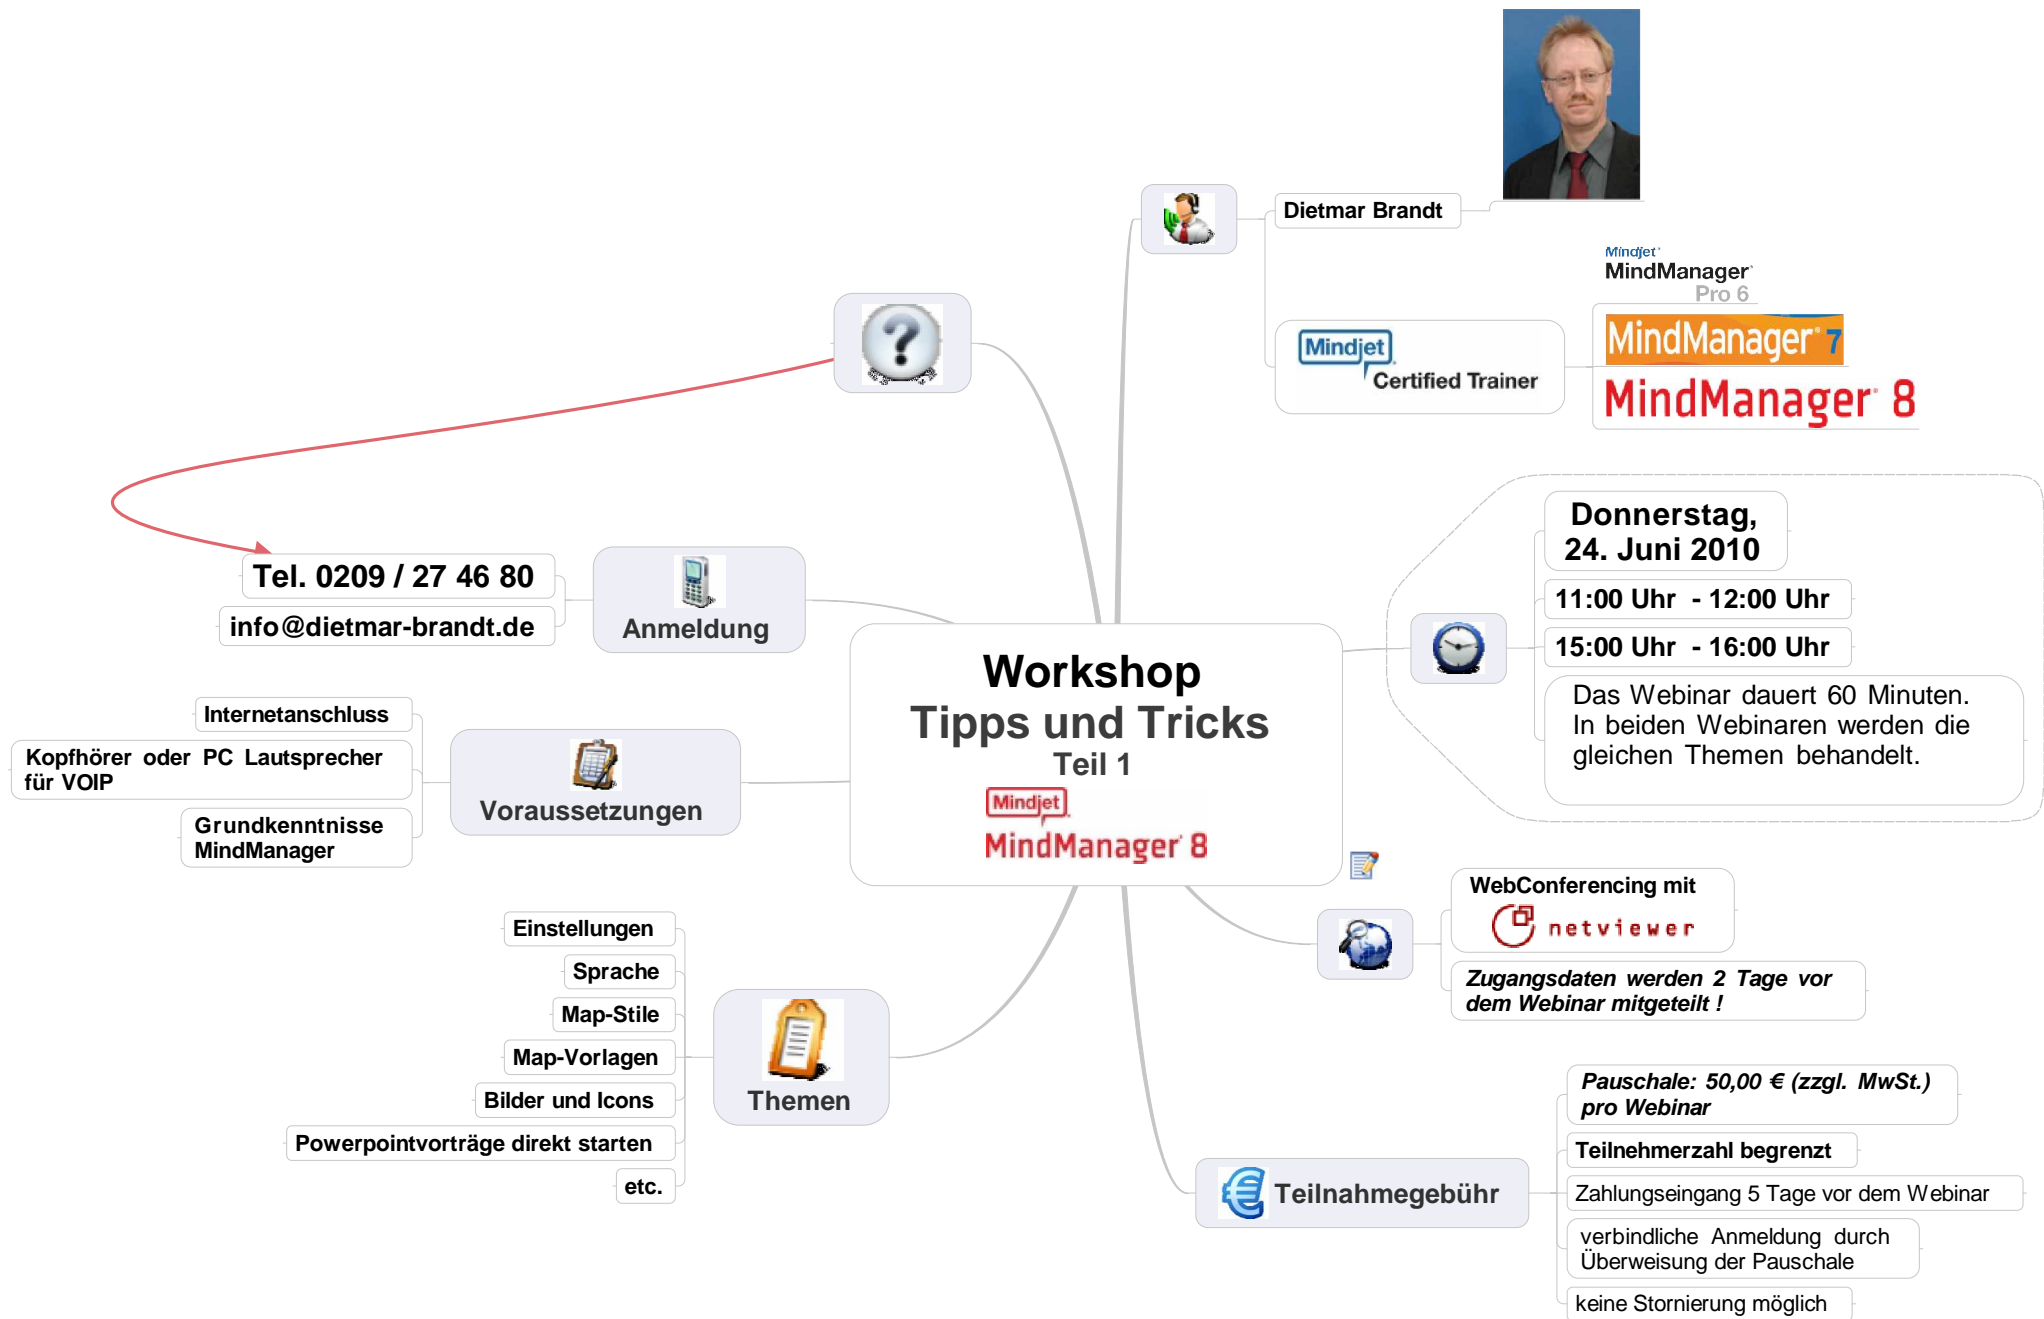 Workshop
Tipps und Tricks
Teil 1
Mindjet
MindManager 8
Dietmar Brandt
Mindjet
Certified Trainer
Mindjet
MindManager
Pro 6
MindManager 7
MindManager 8
Donnerstag,
24. Juni 2010
11:00 Uhr - 12:00 Uhr
15:00 Uhr - 16:00 Uhr
Das Webinar dauert 60 Minuten.
In beiden Webinaren werden die
gleichen Themen behandelt.
WebConferencing mit
netviewer
Zugangsdaten werden 2 Tage vor
dem Webinar mitgeteilt !
Teilnahmegebühr
Pauschale: 50,00 € (zzgl. MwSt.)
pro Webinar
Teilnehmerzahl begrenzt
Zahlungseingang 5 Tage vor dem Webinar
verbindliche Anmeldung durch
Überweisung der Pauschale
keine Stornierung möglich
Themen
Einstellungen
Sprache
Map-Stile
Map-Vorlagen
Bilder und Icons
Powerpointvorträge direkt starten
etc.
Voraussetzungen
Internetanschluss
Kopfhörer oder PC Lautsprecher
für VOIP
Grundkenntnisse
MindManager
Anmeldung
Tel. 0209 / 27 46 80
info@dietmar-brandt.de
?